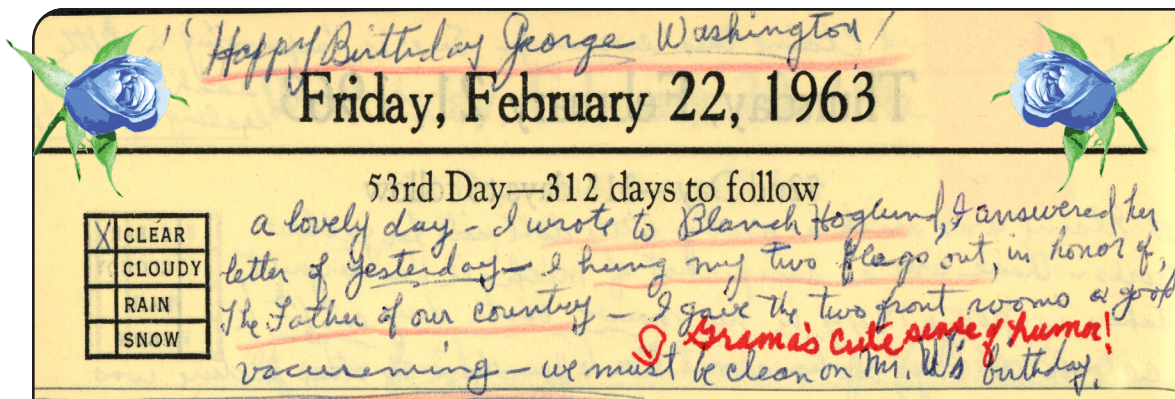 "Happy Birthday George Washington!
Friday, February 22, 1963
53rd Day—312 days to follow
X CLEAR
CLOUDY
RAIN
SNOW
a lovely day - I wrote to Blanch Hoglund, I answered her
letter of yesterday - I hung my two flags out, in honor of,
The Father of our country - I gave the two front rooms a good
Grama's cute sense of humor!
vacureming - we must be clean on Mr. W's birthday.